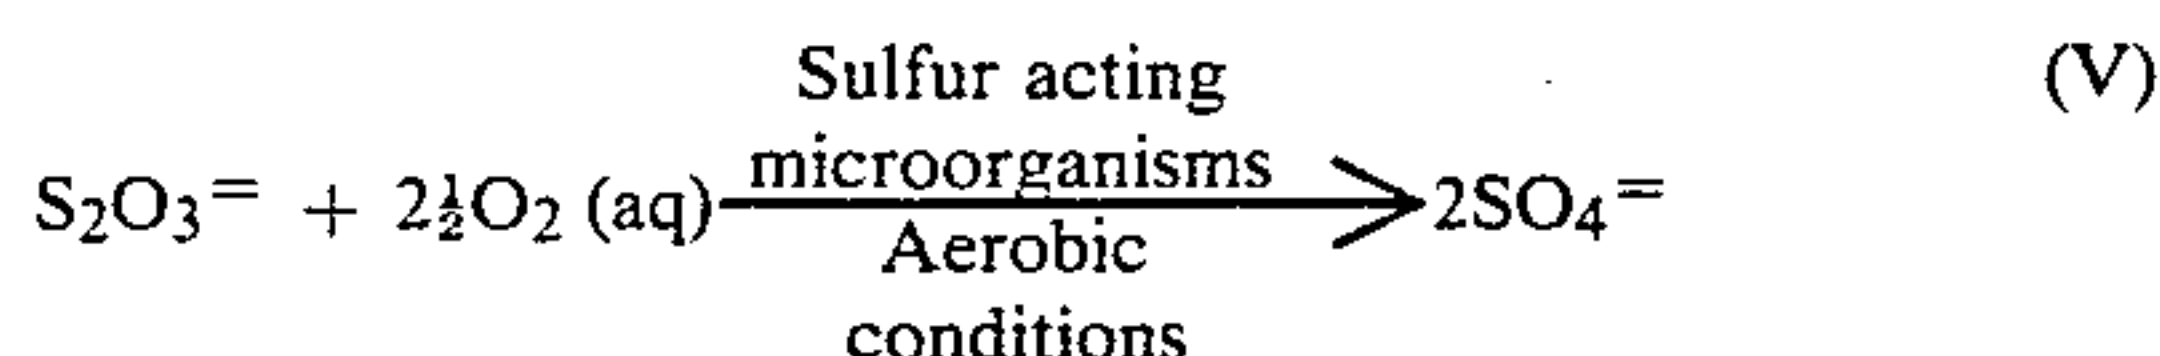 Sulfur acting (V)
microorganisms
S₂O₃⁼ + 2½O₂ (aq) ⟶ 2SO₄⁼
Aerobic
conditions